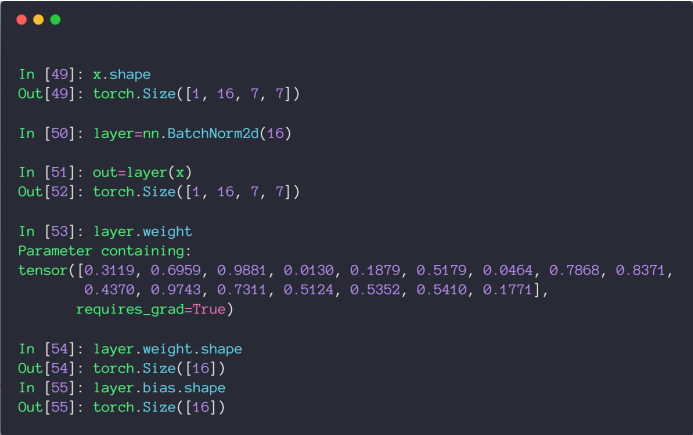 In [49]: x.shape
Out[49]: torch.Size([1, 16, 7, 7])
In [50]: layer=nn.BatchNorm2d(16)
In [51]: out=layer(x)
Out[52]: torch.Size([1, 16, 7, 7])
In [53]: layer.weight
Parameter containing:
tensor([0.3119, 0.6959, 0.9881, 0.0130, 0.1879, 0.5179, 0.0464, 0.7868, 0.8371,
0.4370, 0.9743, 0.7311, 0.5124, 0.5352, 0.5410, 0.1771],
requires_grad=True)
In [54]: layer.weight.shape
Out[54]: torch.Size([16])
In [55]: layer.bias.shape
Out[55]: torch.Size([16])